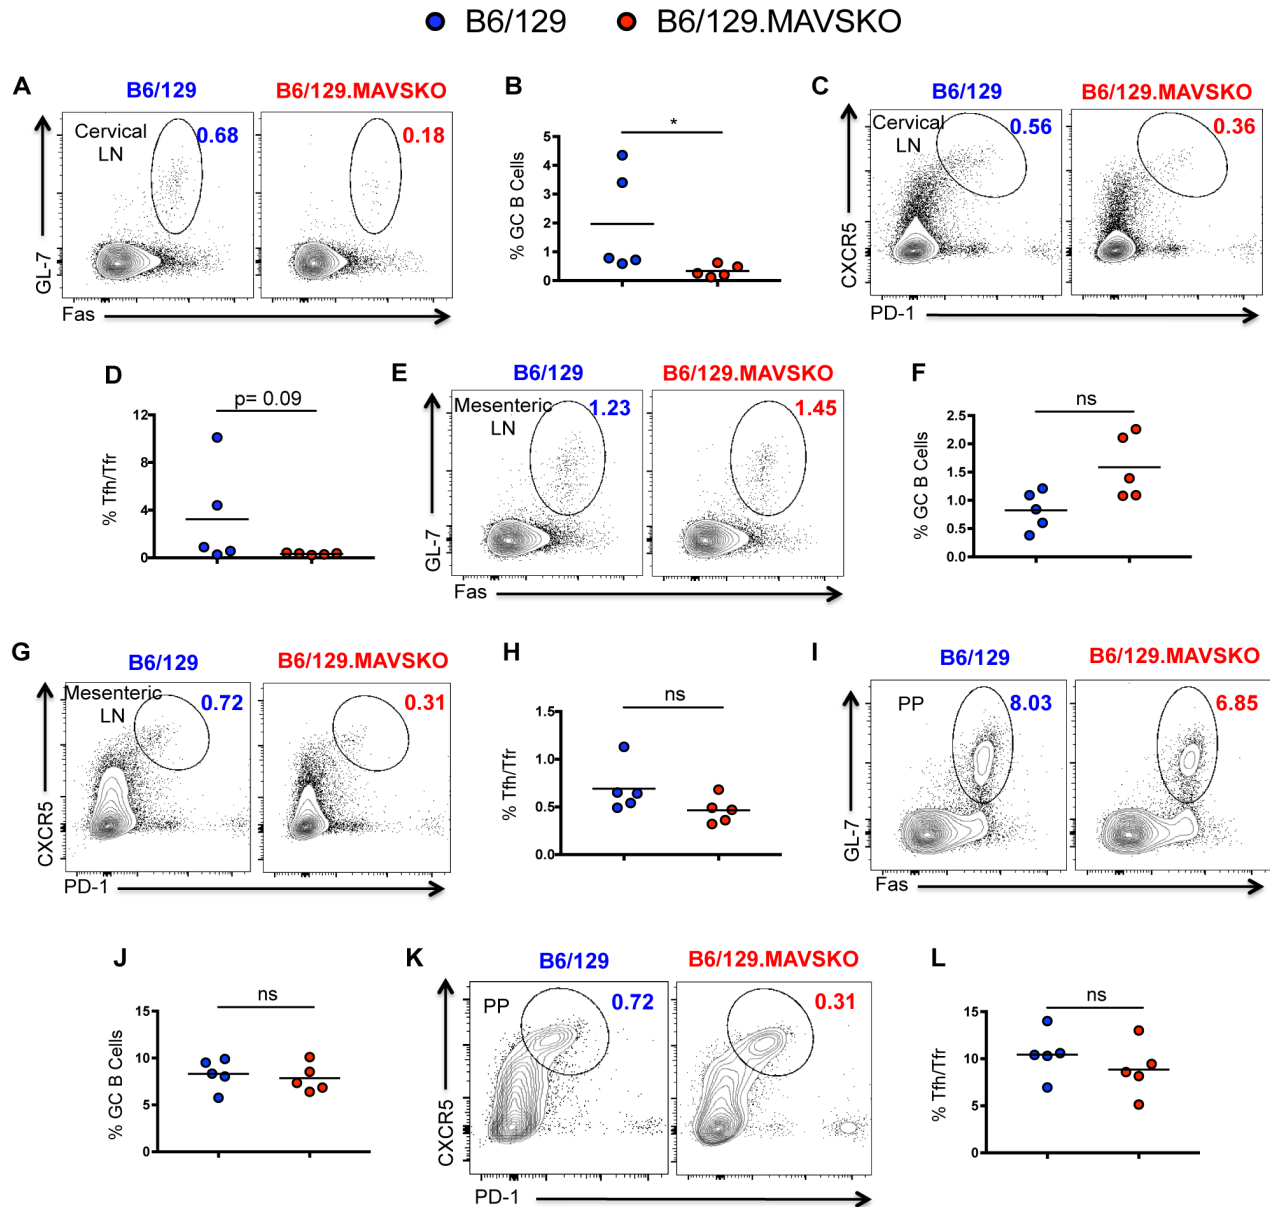 B6/129 B6/129.MAVSKO
A B6/129 B6/129.MAVSKO
Cervical LN
0.68 0.18
GL-7
Fas
B
*
% GC B Cells
5
4
3
2
1
0
C B6/129 B6/129.MAVSKO
Cervical LN
0.56 0.36
CXCR5
PD-1
D
p= 0.09
% Tfh/Tfr
12
8
4
0
E B6/129 B6/129.MAVSKO
Mesenteric LN
1.23 1.45
GL-7
Fas
F
ns
% GC B Cells
2.5
2.0
1.5
1.0
0.5
0.0
G B6/129 B6/129.MAVSKO
Mesenteric LN
0.72 0.31
CXCR5
PD-1
H
ns
% Tfh/Tfr
1.5
1.0
0.5
0.0
I B6/129 B6/129.MAVSKO
PP
8.03 6.85
GL-7
Fas
J
ns
% GC B Cells
15
10
5
0
K B6/129 B6/129.MAVSKO
PP
0.72 0.31
CXCR5
PD-1
L
ns
% Tfh/Tfr
15
10
5
0